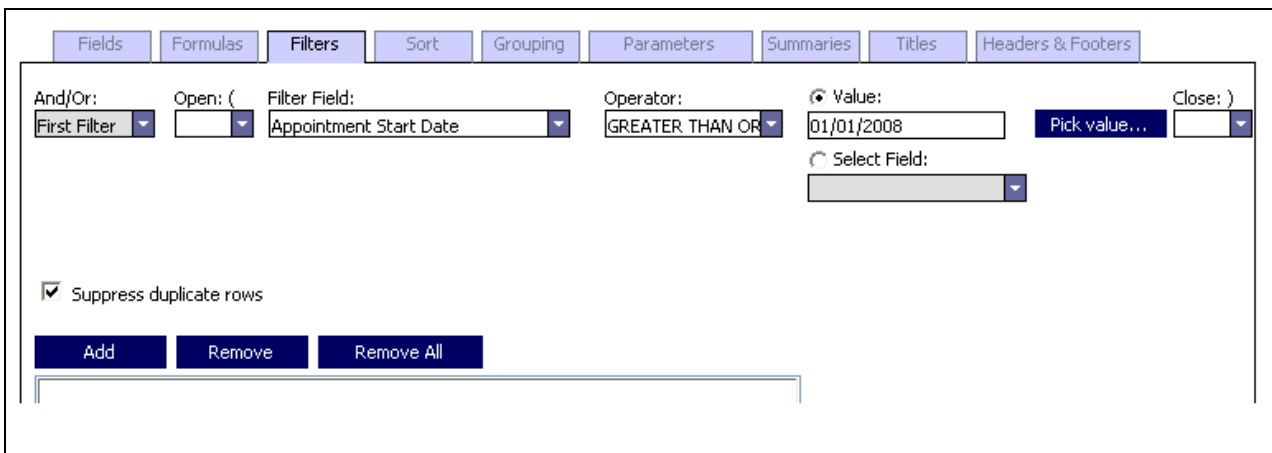 Fields Formulas Filters Sort Grouping Parameters Summaries Titles Headers & Footers
And/Or: Open: ( Filter Field: Operator: Value: Close: )
First Filter Appointment Start Date GREATER THAN OR 01/01/2008 Pick value...
Select Field:
Suppress duplicate rows
Add Remove Remove All